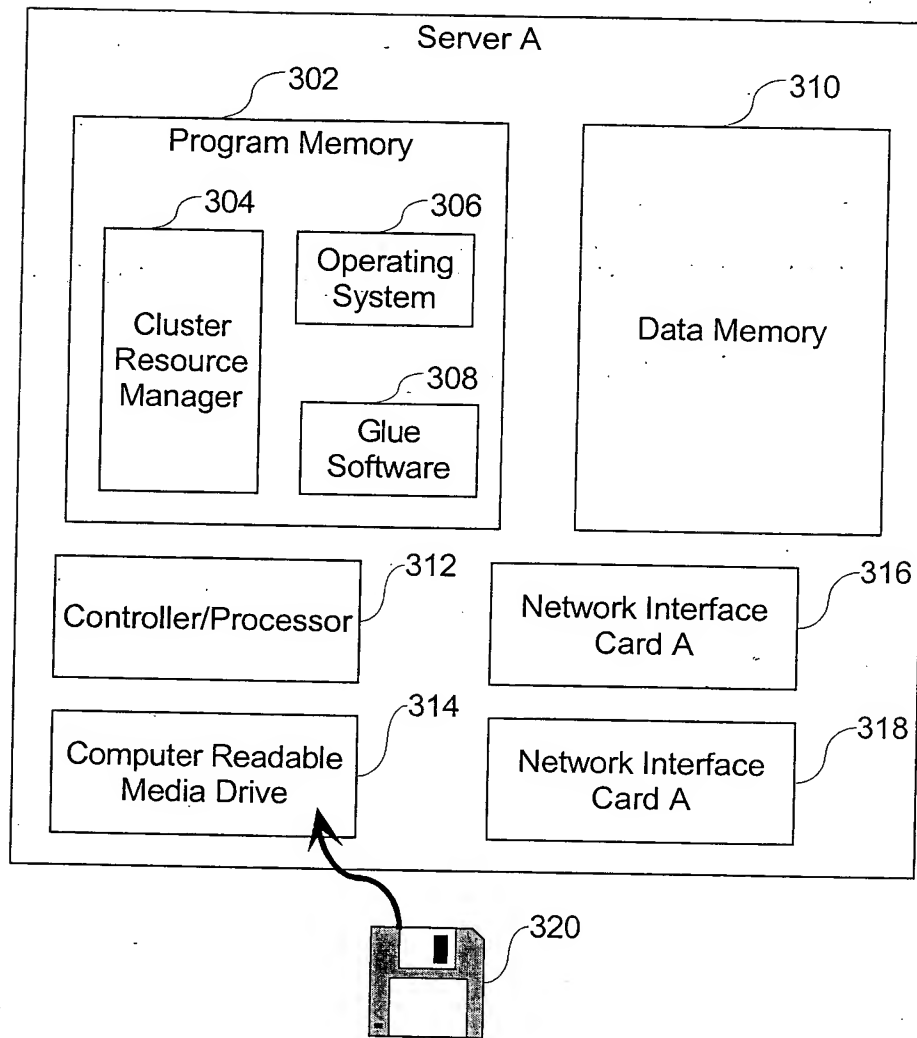 Server A
302
310
Program Memory
304
306
Operating
System
Cluster
Resource
Manager
Data Memory
308
Glue
Software
312
316
Controller/Processor
Network Interface
Card A
314
318
Computer Readable
Media Drive
Network Interface
Card A
320